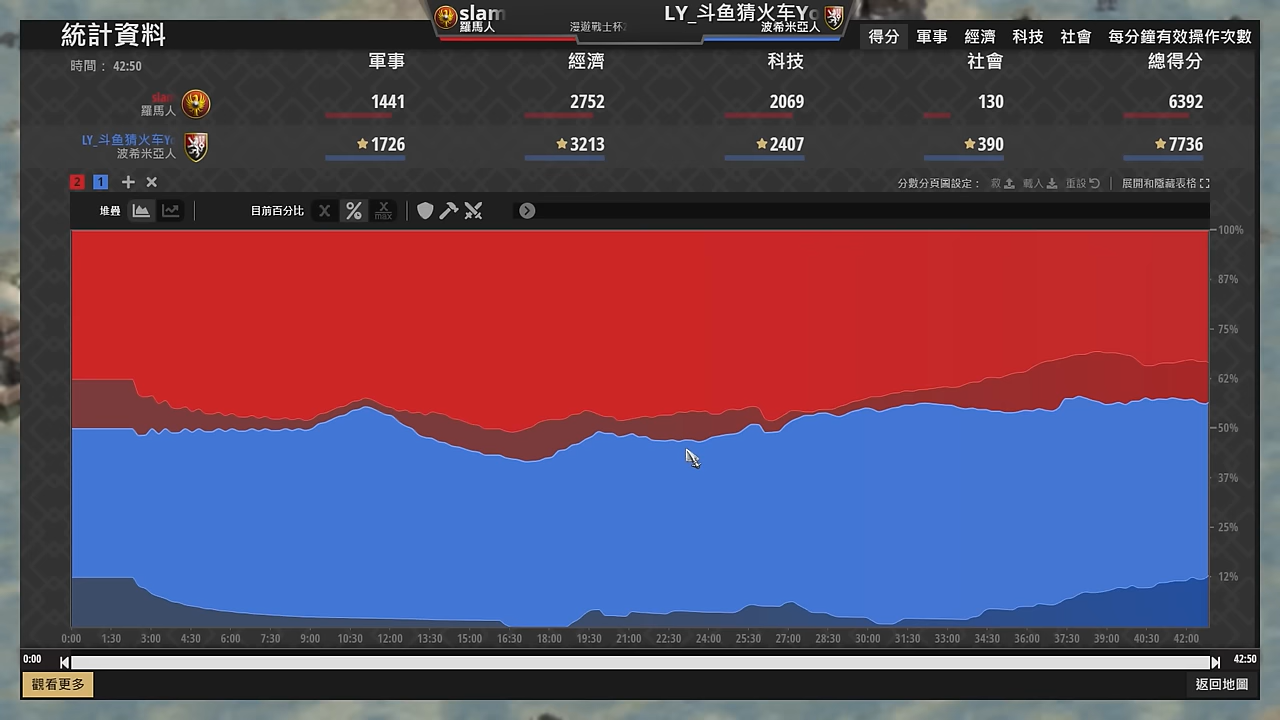 統計資料
slam
羅馬人
漫遊戰士杯
LY_斗鱼猜火车Yo
波希米亞人
得分 軍事 經濟 科技 社會 每分鐘有效操作次數
時間： 42:50
軍事 經濟 科技 社會 總得分
slam
羅馬人
1441 2752 2069 130 6392
LY_斗鱼猜火车Yo
波希米亞人
1726 3213 2407 390 7736
2 1
分數分頁圖設定： 載入 重設 展開和隱藏表格
堆疊 目前百分比 X % X max
100%
87%
75%
62%
50%
37%
25%
12%
0:00 1:30 3:00 4:30 6:00 7:30 9:00 10:30 12:00 13:30 15:00 16:30 18:00 19:30 21:00 22:30 24:00 25:30 27:00 28:30 30:00 31:30 33:00 34:30 36:00 37:30 39:00 40:30 42:00
0:00 42:50
觀看更多 返回地圖